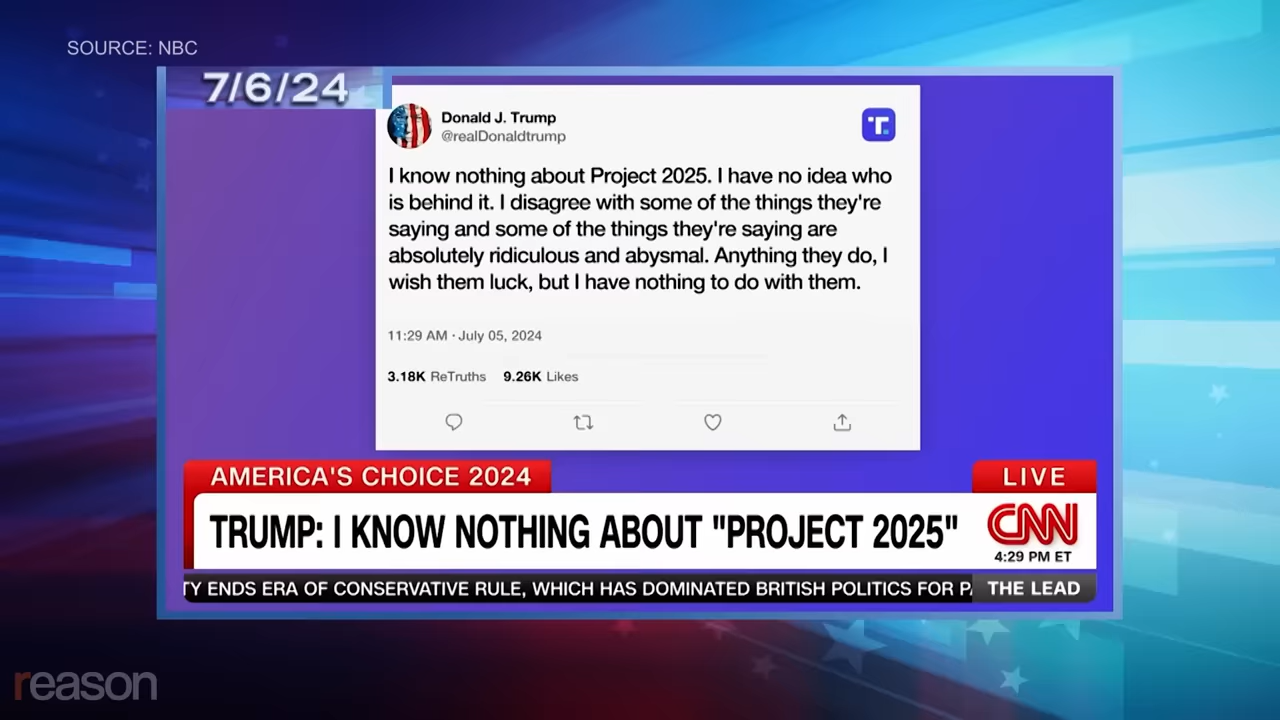 SOURCE: NBC
7/6/24
Donald J. Trump
@realDonaldtrump
T.
I know nothing about Project 2025. I have no idea who
is behind it. I disagree with some of the things they're
saying and some of the things they're saying are
absolutely ridiculous and abysmal. Anything they do, I
wish them luck, but I have nothing to do with them.
11:29 AM · July 05, 2024
3.18K ReTruths 9.26K Likes
AMERICA'S CHOICE 2024
LIVE
TRUMP: I KNOW NOTHING ABOUT "PROJECT 2025"
CNN
4:29 PM ET
TY ENDS ERA OF CONSERVATIVE RULE, WHICH HAS DOMINATED BRITISH POLITICS FOR
THE LEAD
reason